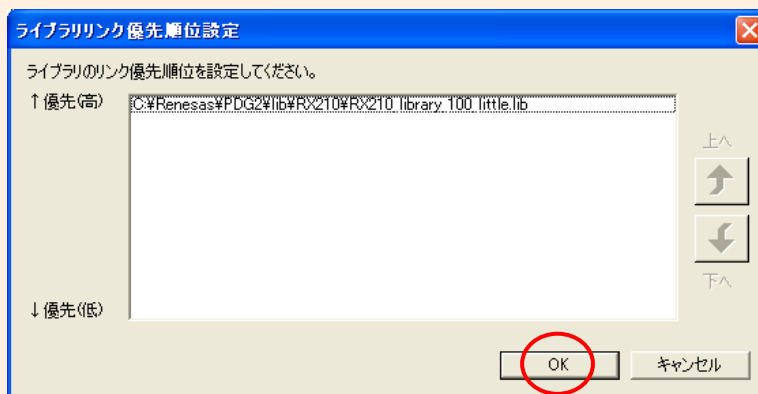 ライブラリリンク優先順位設定
ライブラリのリンク優先順位を設定してください。
↑優先(高)
C:¥Renesas¥PDG2¥lib¥RX210¥RX210_library_100_little.lib
上へ
下へ
↓優先(低)
OK
キャンセル